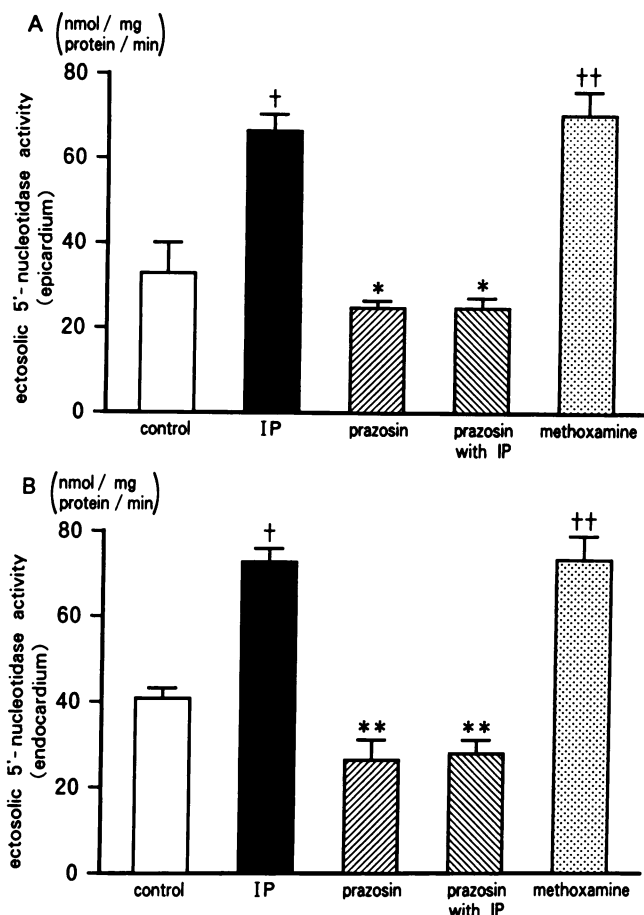 A
(nmol / mg
protein / min)
ectosolic 5'-nucleotidase activity
(epicardium)
80
60
40
20
0
†
*
*
††
control
IP
prazosin
prazosin
with IP
methoxamine
B
(nmol / mg
protein / min)
ectosolic 5'-nucleotidase activity
(endocardium)
80
60
40
20
0
†
**
**
††
control
IP
prazosin
prazosin
with IP
methoxamine